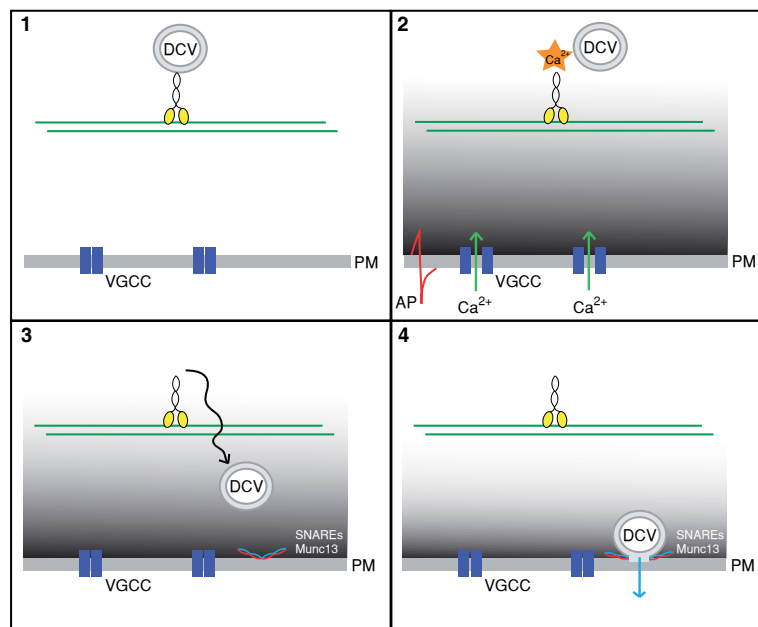 1
DCV
PM
VGCC
2
Ca2+
DCV
PM
VGCC
AP
Ca2+
Ca2+
3
DCV
SNAREs
Munc13
PM
VGCC
4
DCV
SNAREs
Munc13
PM
VGCC